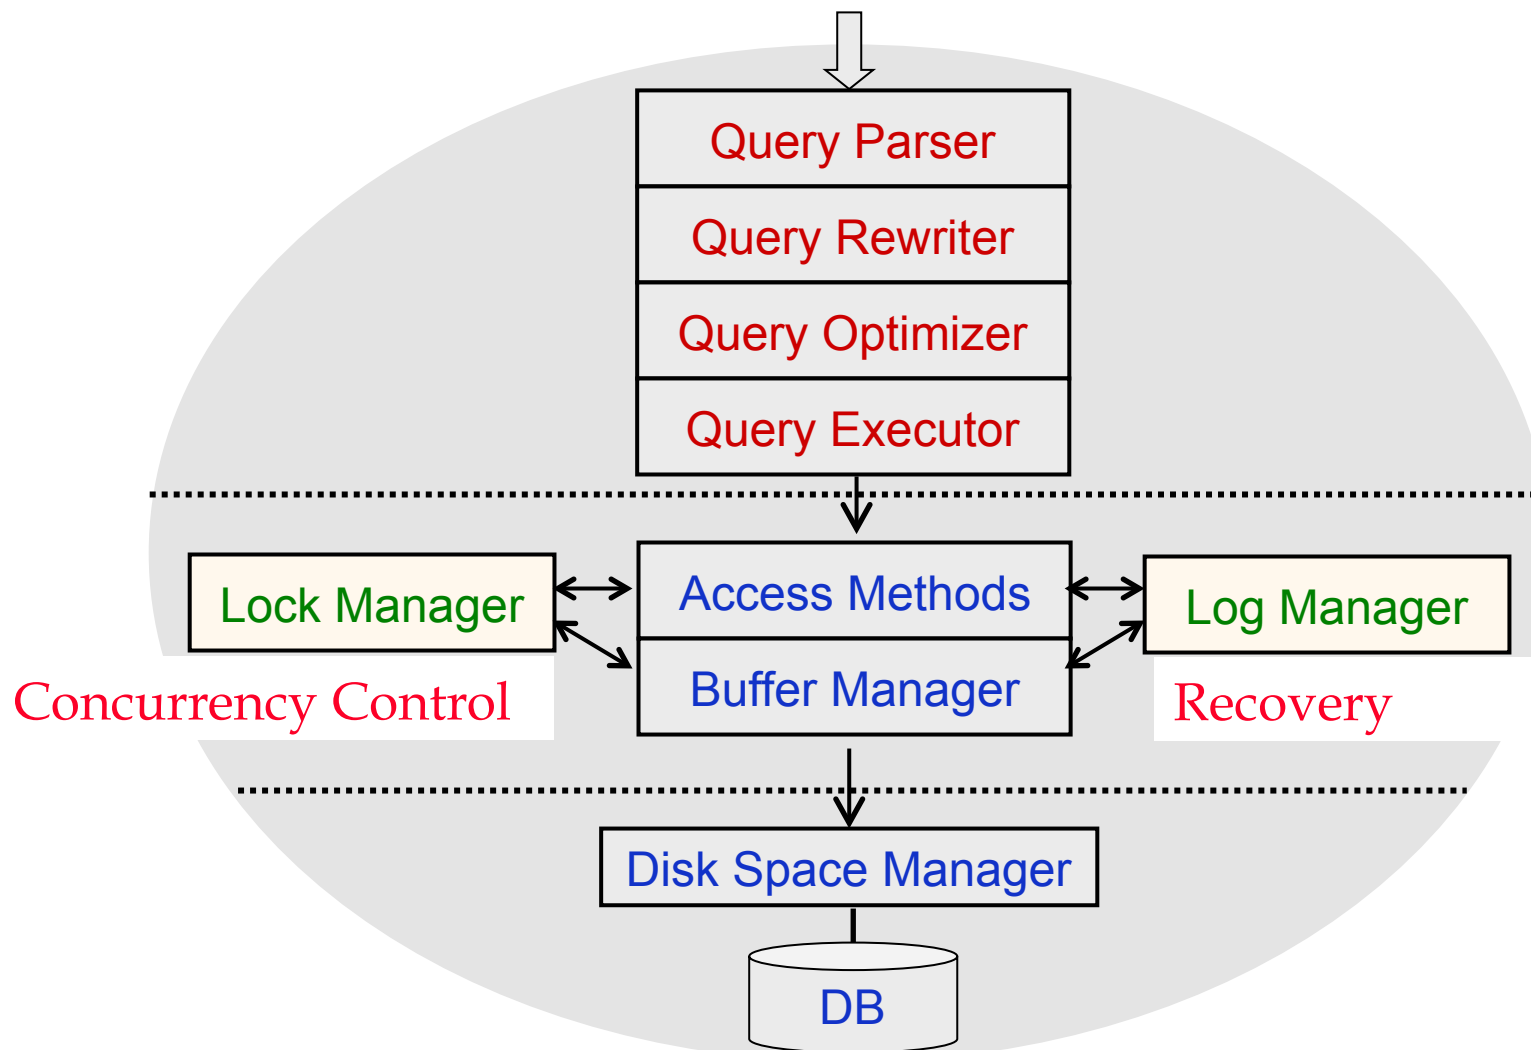 Query Parser
Query Rewriter
Query Optimizer
Query Executor
Lock Manager
Access Methods
Log Manager
Concurrency Control
Buffer Manager
Recovery
Disk Space Manager
DB